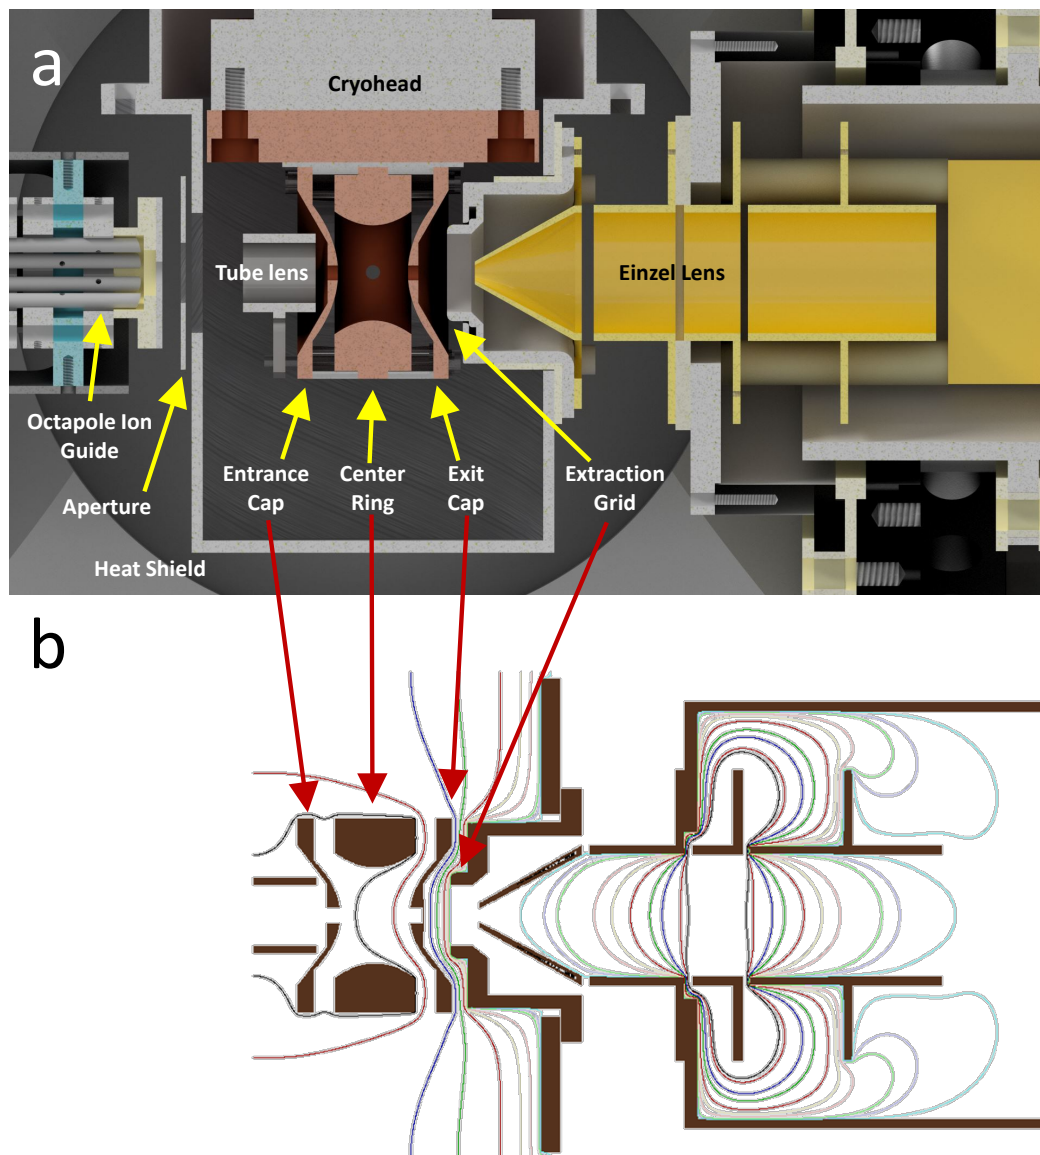 a
Cryohead
Tube lens
Einzel Lens
Octapole Ion
Guide
Aperture
Entrance
Cap
Center
Ring
Exit
Cap
Extraction
Grid
Heat Shield
b